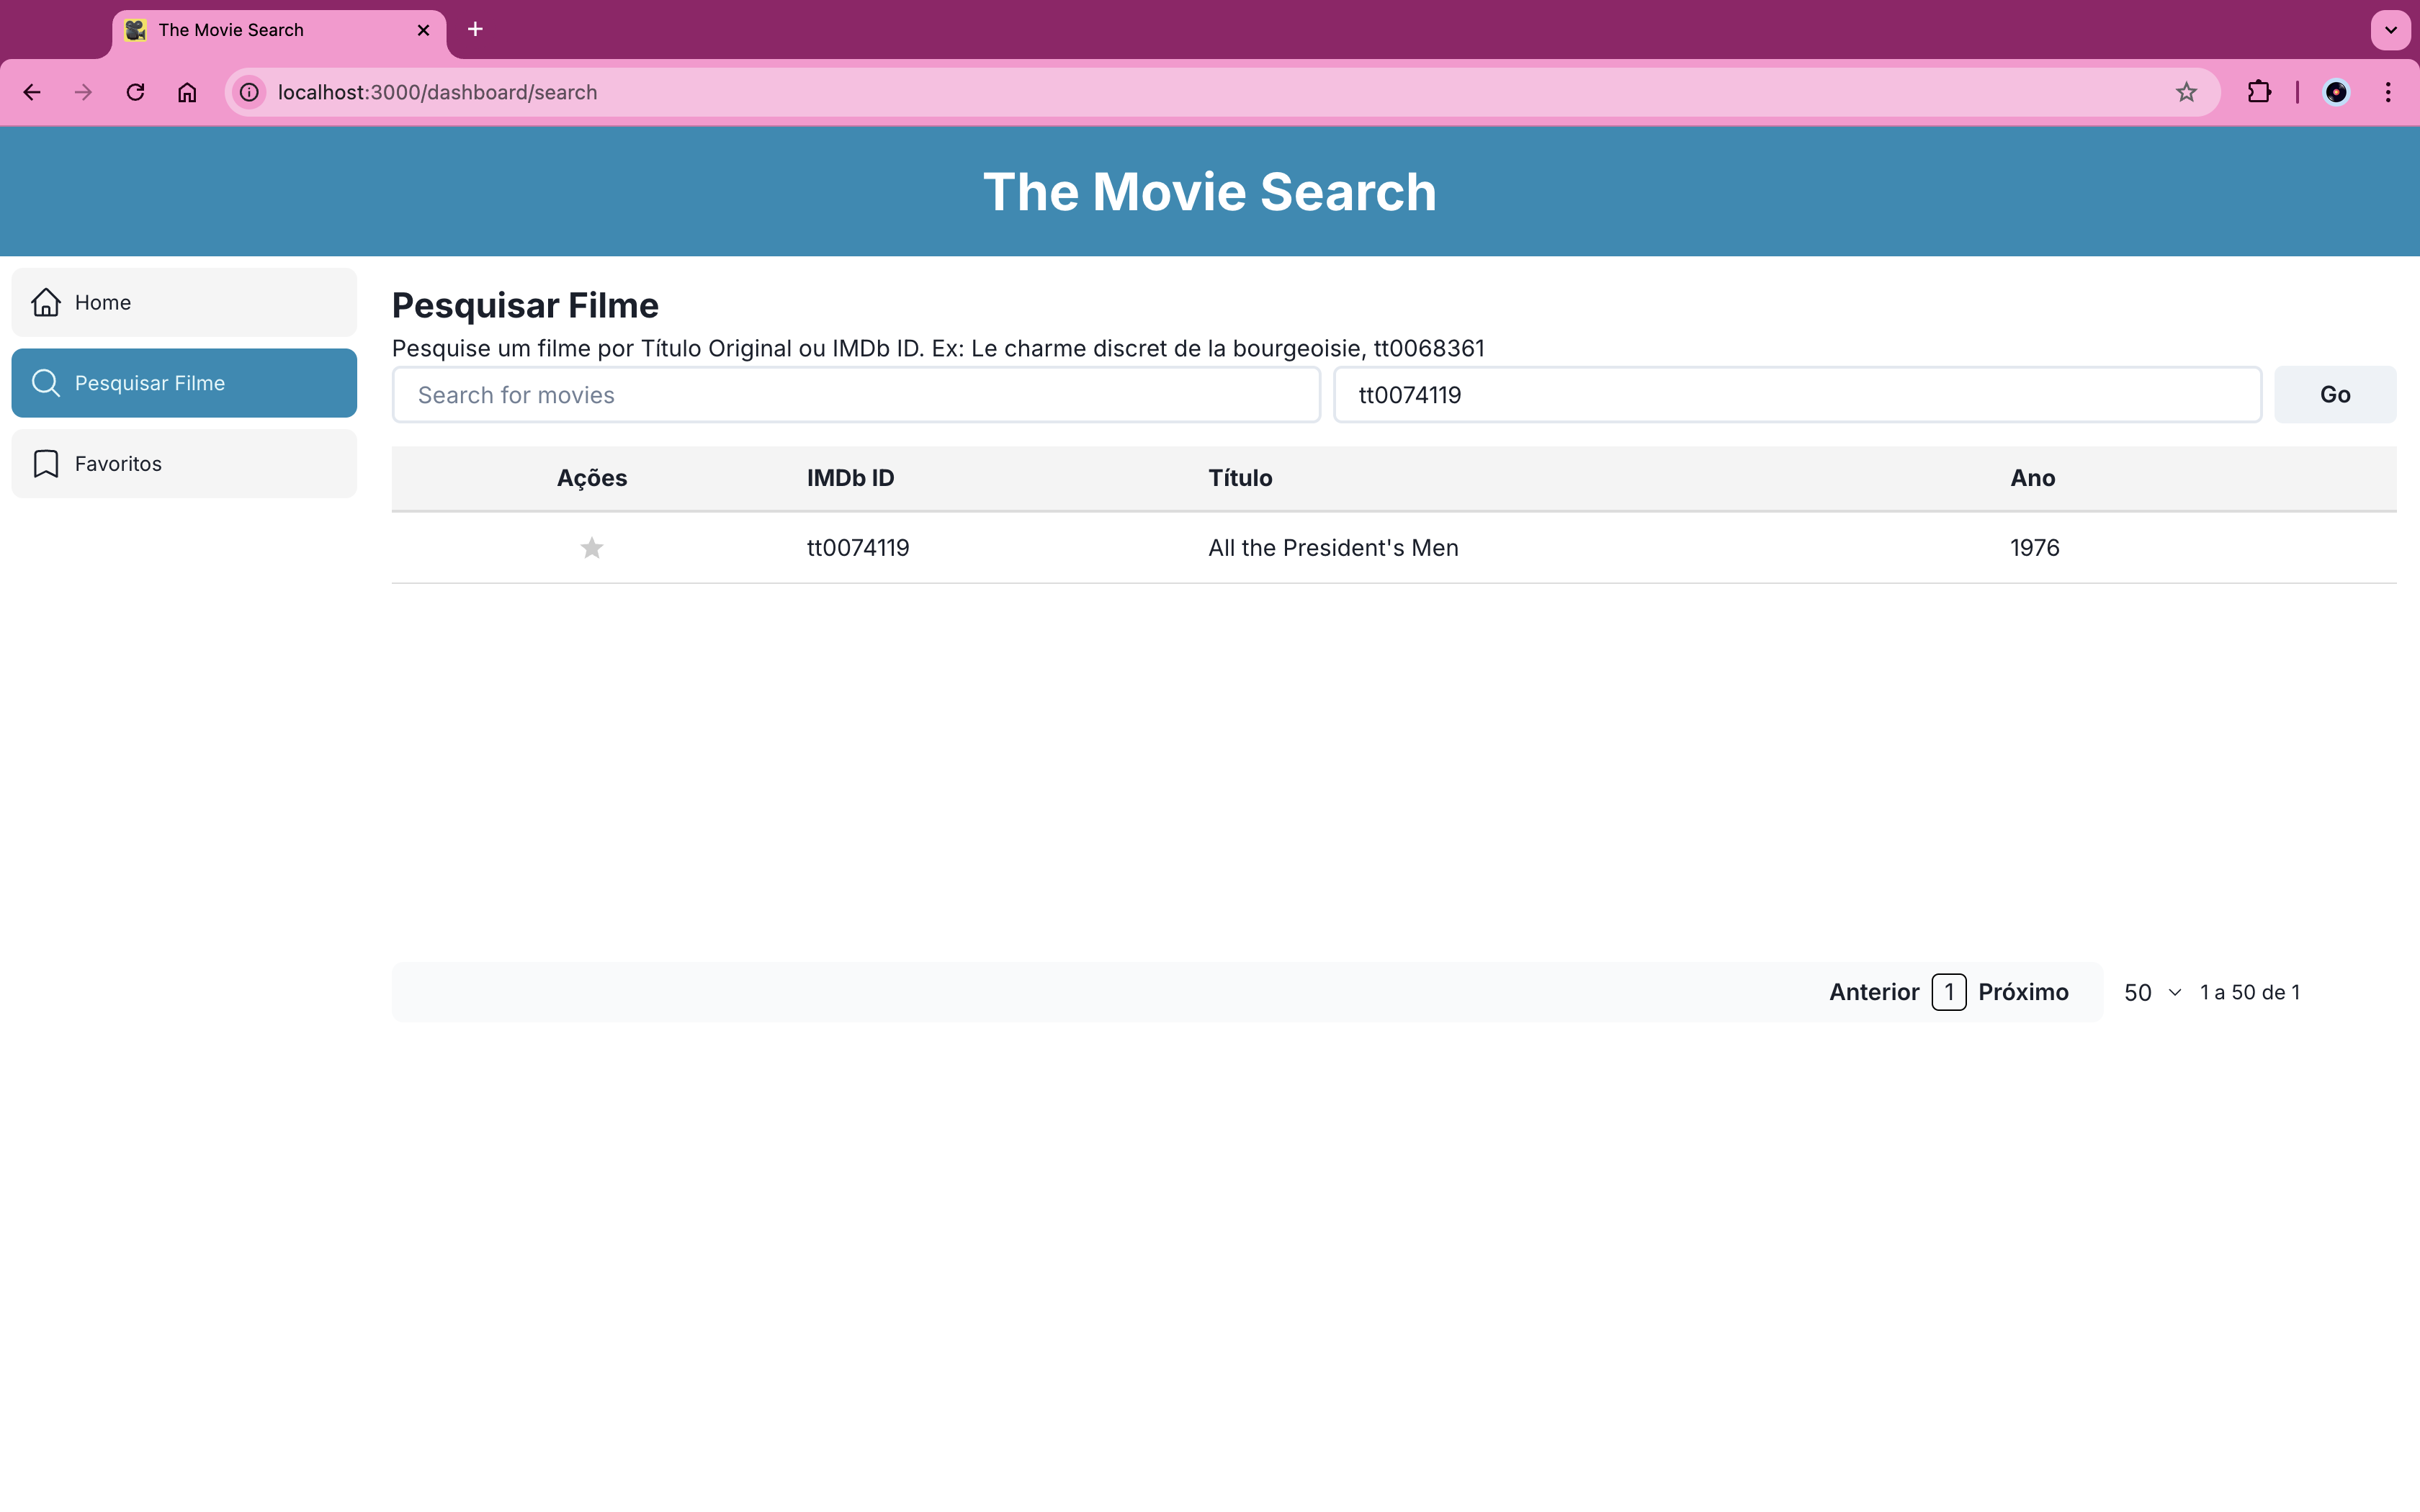 The Movie Search
localhost:3000/dashboard/search
The Movie Search
Home
Pesquisar Filme
Favoritos
Pesquisar Filme
Pesquise um filme por Título Original ou IMDb ID. Ex: Le charme discret de la bourgeoisie, tt0068361
Search for movies tt0074119 Go
Ações IMDb ID Título Ano
tt0074119 All the President's Men 1976
Anterior 1 Próximo 50 1 a 50 de 1